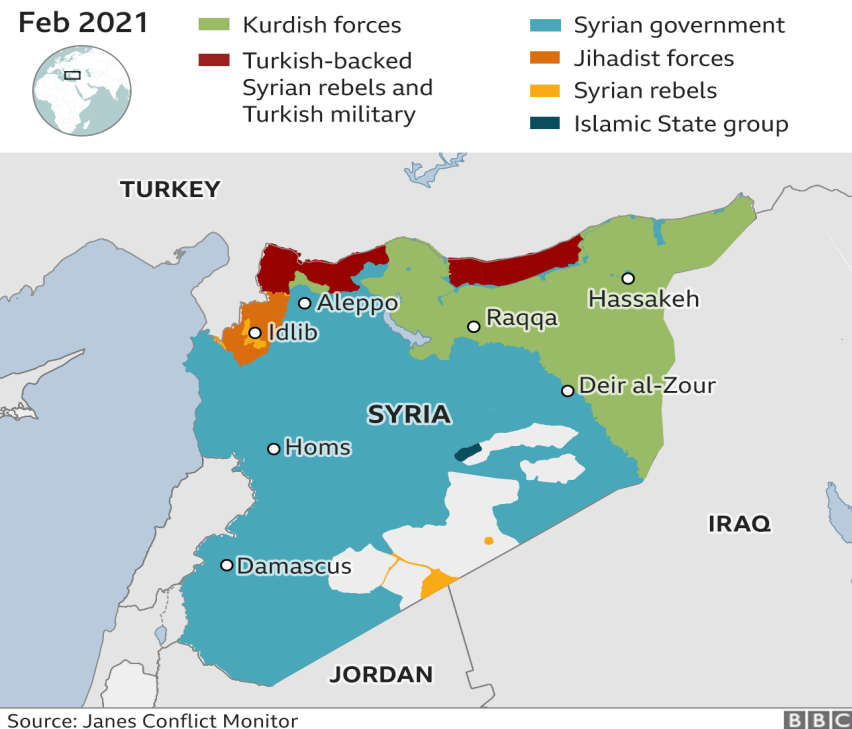 Feb 2021
Kurdish forces
Turkish-backed
Syrian rebels and
Turkish military
Syrian government
Jihadist forces
Syrian rebels
Islamic State group
TURKEY
Hassakeh
Aleppo
Raqqa
Idlib
Deir al-Zour
SYRIA
Homs
IRAQ
Damascus
JORDAN
Source: Janes Conflict Monitor
BBC